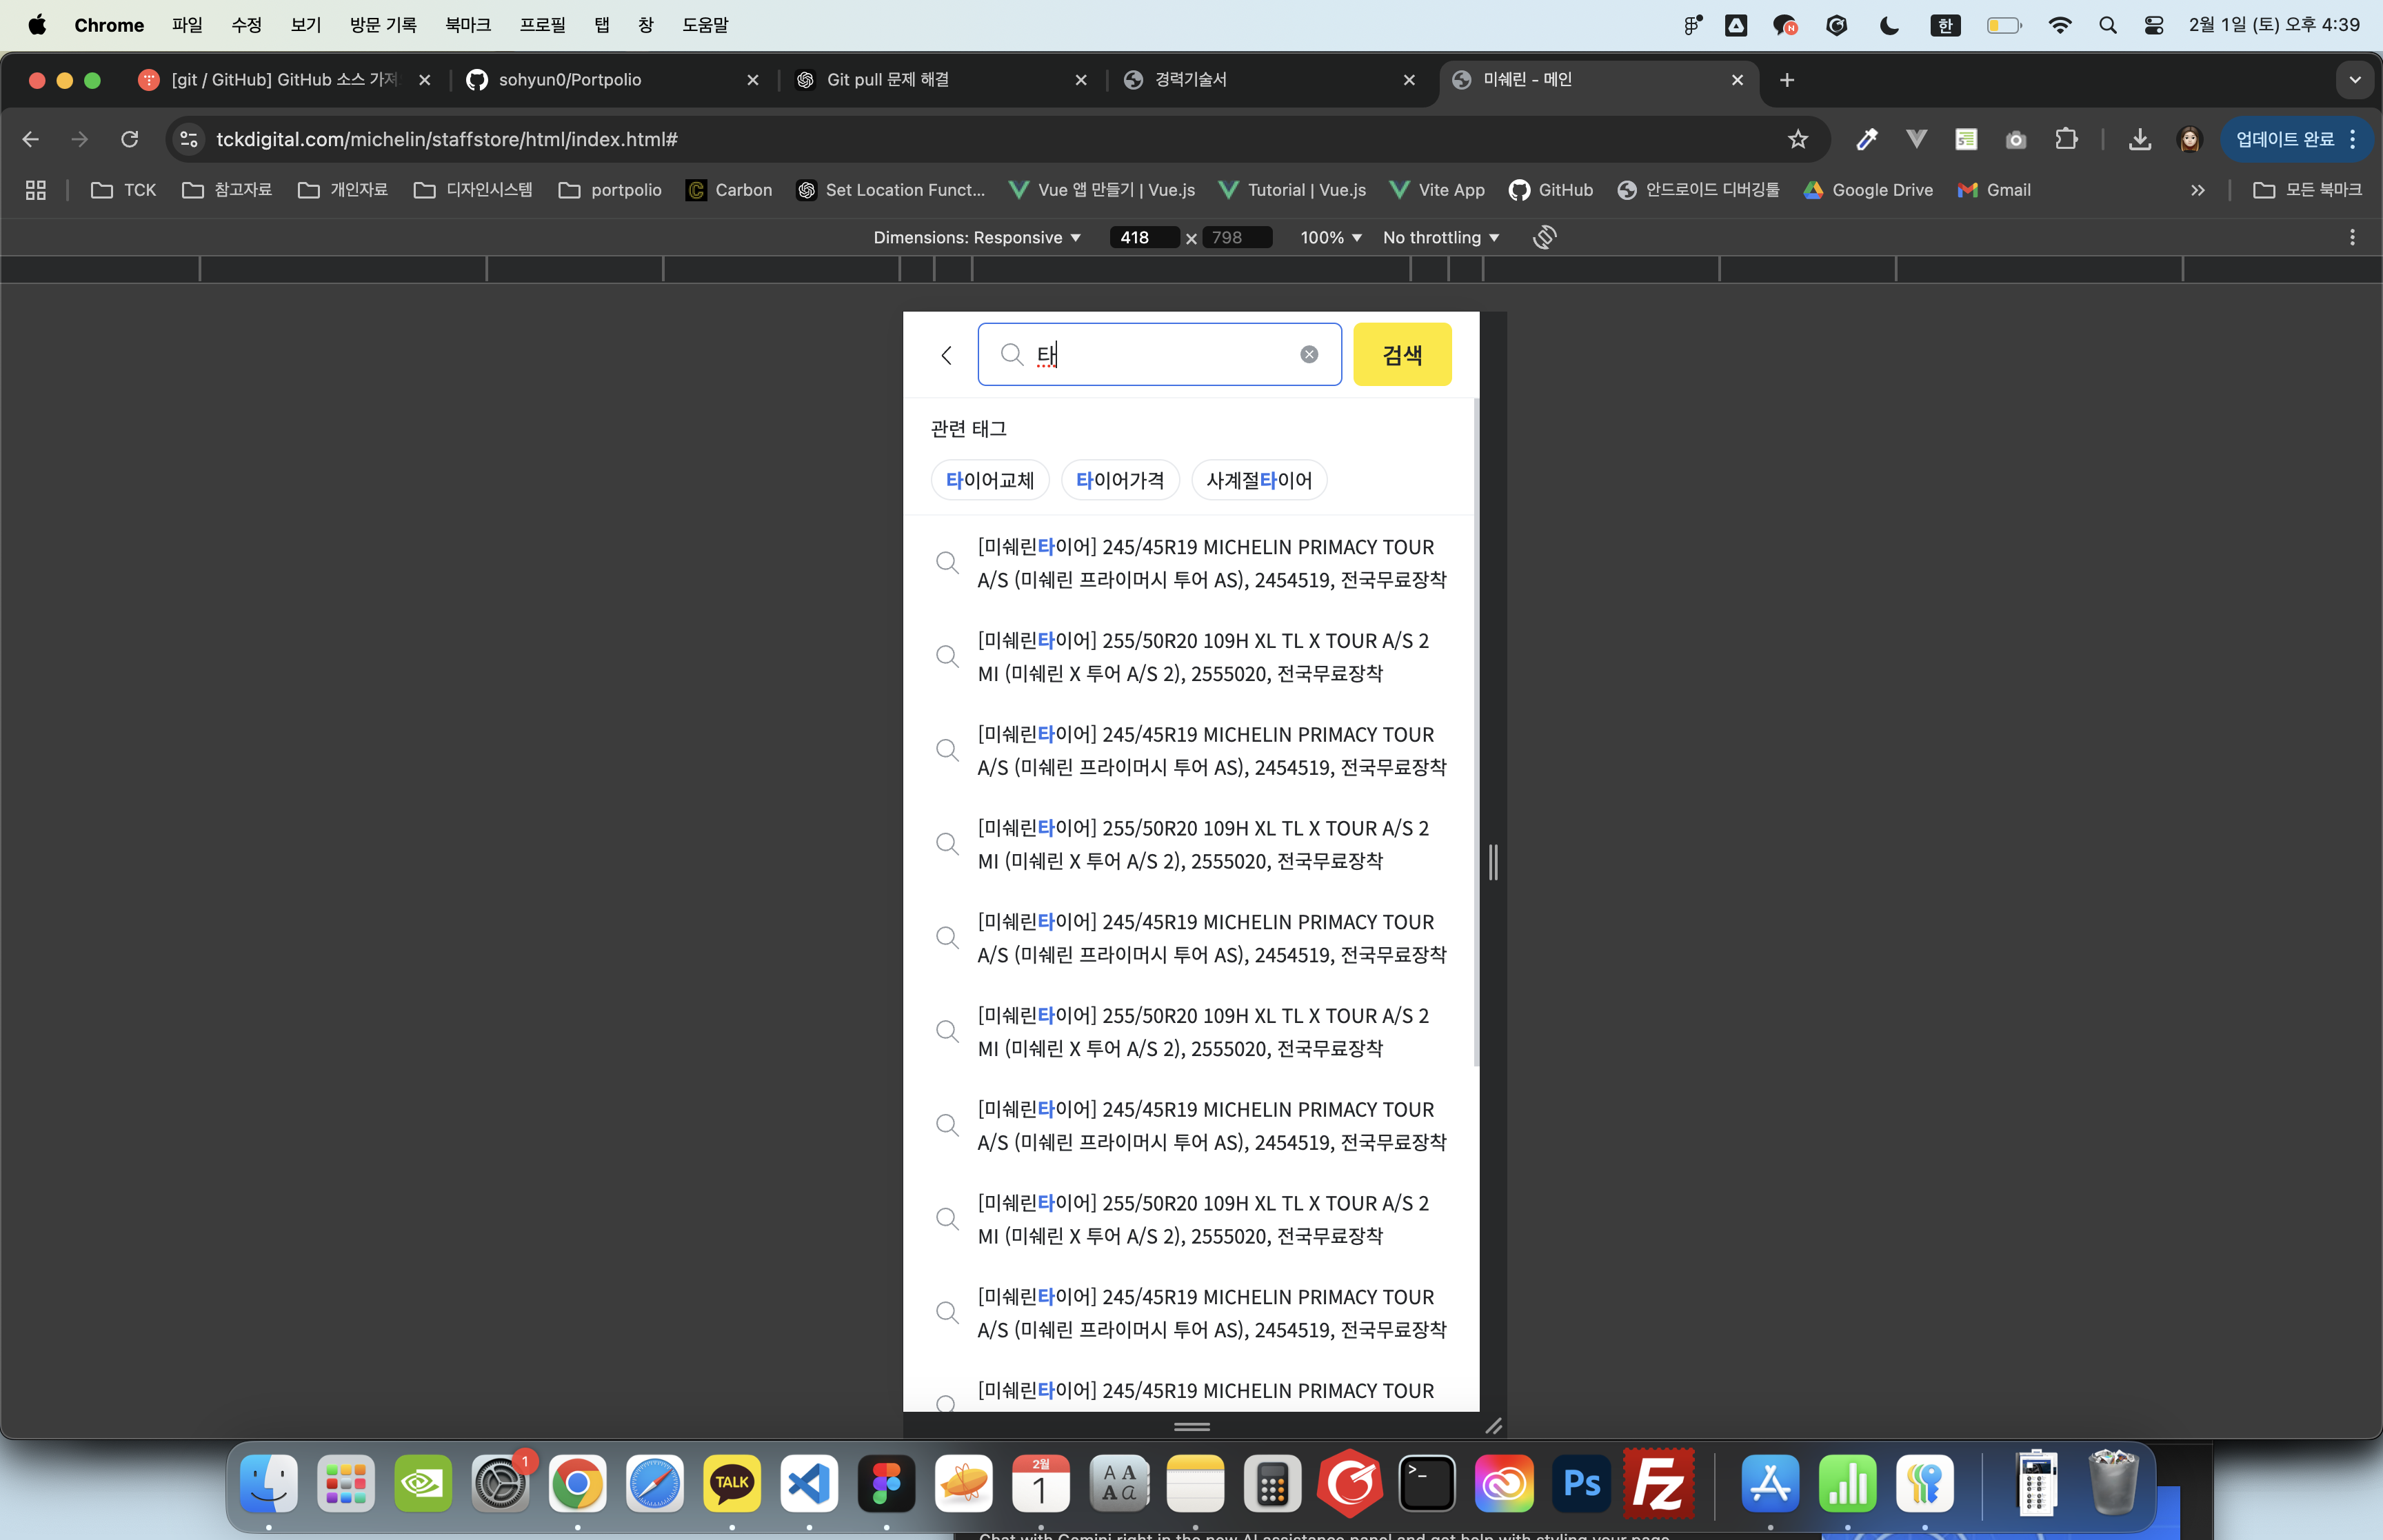 Chrome 파일 수정 보기 방문 기록 북마크 프로필 탭 창 도움말 한 2월 1일 (토) 오후 4:39
[git / GitHub] GitHub 소스 가져 sohyun0/Portpolio Git pull 문제 해결 경력기술서 미쉐린 - 메인
tckdigital.com/michelin/staffstore/html/index.html# 업데이트 완료
TCK 참고자료 개인자료 디자인시스템 portpolio Carbon Set Location Funct... Vue 앱 만들기 | Vue.js Tutorial | Vue.js Vite App GitHub 안드로이드 디버깅툴 Google Drive Gmail 모든 북마크
Dimensions: Responsive 418 × 798 100% No throttling
타 검색
관련 태그
타이어교체 타이어가격 사계절타이어
[미쉐린타이어] 245/45R19 MICHELIN PRIMACY TOUR
A/S (미쉐린 프라이머시 투어 AS), 2454519, 전국무료장착
[미쉐린타이어] 255/50R20 109H XL TL X TOUR A/S 2
MI (미쉐린 X 투어 A/S 2), 2555020, 전국무료장착
[미쉐린타이어] 245/45R19 MICHELIN PRIMACY TOUR
A/S (미쉐린 프라이머시 투어 AS), 2454519, 전국무료장착
[미쉐린타이어] 255/50R20 109H XL TL X TOUR A/S 2
MI (미쉐린 X 투어 A/S 2), 2555020, 전국무료장착
[미쉐린타이어] 245/45R19 MICHELIN PRIMACY TOUR
A/S (미쉐린 프라이머시 투어 AS), 2454519, 전국무료장착
[미쉐린타이어] 255/50R20 109H XL TL X TOUR A/S 2
MI (미쉐린 X 투어 A/S 2), 2555020, 전국무료장착
[미쉐린타이어] 245/45R19 MICHELIN PRIMACY TOUR
A/S (미쉐린 프라이머시 투어 AS), 2454519, 전국무료장착
[미쉐린타이어] 255/50R20 109H XL TL X TOUR A/S 2
MI (미쉐린 X 투어 A/S 2), 2555020, 전국무료장착
[미쉐린타이어] 245/45R19 MICHELIN PRIMACY TOUR
A/S (미쉐린 프라이머시 투어 AS), 2454519, 전국무료장착
[미쉐린타이어] 245/45R19 MICHELIN PRIMACY TOUR
1 TALK 2월 1 Ps Fz
Chat with Gemini right in the new AI assistance panel and get help with styling your page